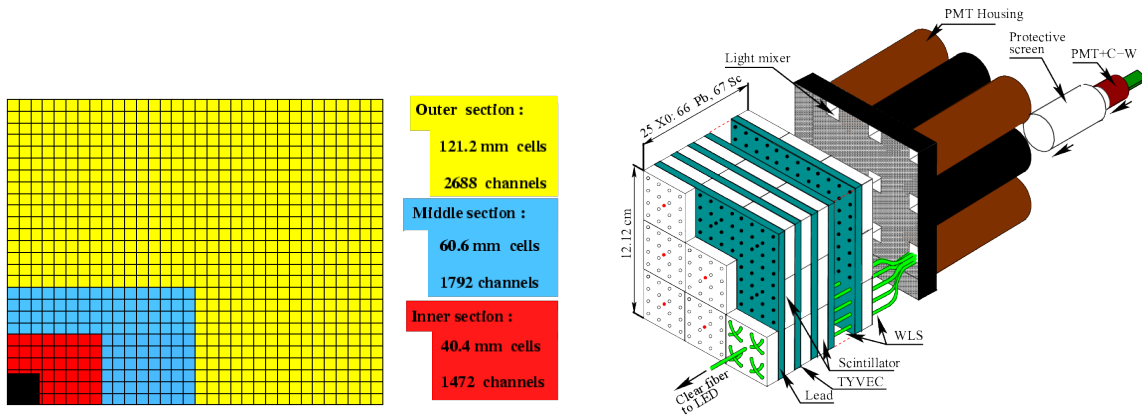 Outer section :
121.2 mm cells
2688 channels
Middle section :
60.6 mm cells
1792 channels
Inner section :
40.4 mm cells
1472 channels
PMT Housing
Protective
screen
PMT+C-W
Light mixer
25 X0: 66 Pb, 67 Sc
12.12 cm
WLS
Scintillator
TYVEC
Lead
Clear fiber
to LED